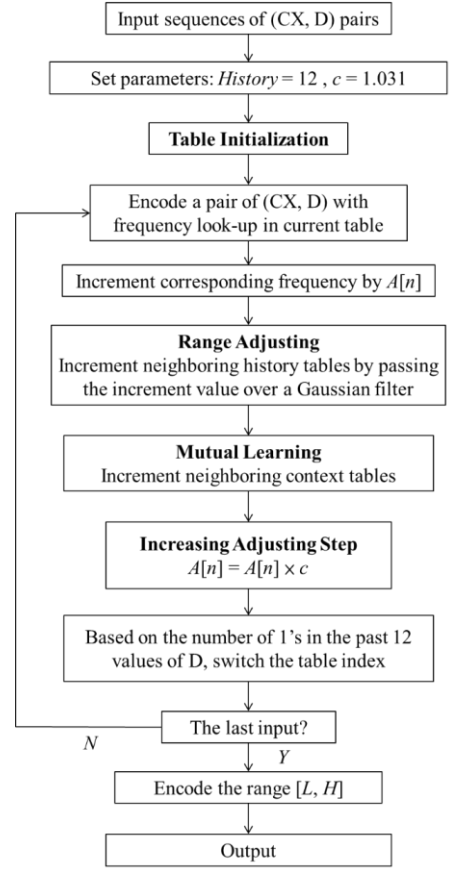 Input sequences of (CX, D) pairs
Set parameters: History = 12 , c = 1.031
Table Initialization
Encode a pair of (CX, D) with
frequency look-up in current table
Increment corresponding frequency by A[n]
Range Adjusting
Increment neighboring history tables by passing
the increment value over a Gaussian filter
Mutual Learning
Increment neighboring context tables
Increasing Adjusting Step
A[n] = A[n] × c
Based on the number of 1's in the past 12
values of D, switch the table index
The last input?
N
Y
Encode the range [L, H]
Output